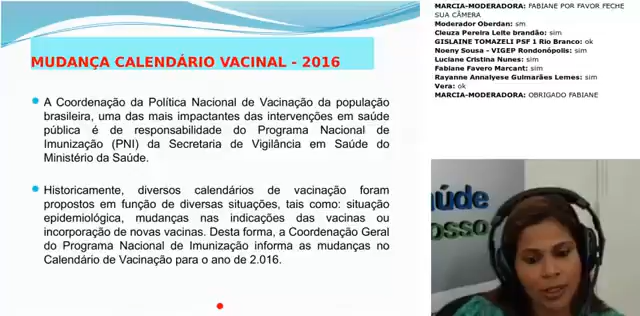 MUDANÇA CALENDÁRIO VACINAL - 2016
A Coordenação da Política Nacional de Vacinação da população
brasileira, uma das mais impactantes das intervenções em saúde
pública é de responsabilidade do Programa Nacional de
Imunização (PNI) da Secretaria de Vigilância em Saúde do
Ministério da Saúde.
Historicamente, diversos calendários de vacinação foram
propostos em função de diversas situações, tais como: situação
epidemiológica, mudanças nas indicações das vacinas ou
incorporação de novas vacinas. Desta forma, a Coordenação Geral
do Programa Nacional de Imunização informa as mudanças no
Calendário de Vacinação para o ano de 2.016.
MARCIA-MODERADORA: FABIANE POR FAVOR FECHE
SUA CÂMERA
Moderador Oberdan: sm
Cleuza Pereira Leite brandão: sim
GISLAINE TOMAZELI PSF 1 Rio Branco: ok
Noeny Sousa - VIGEP Rondonópolis: sim
Luciane Cristina Nunes: sim
Fabiane Favero Marcant: sim
Rayanne Annalyese Guimarães Lemes: sim
Vera: ok
MARCIA-MODERADORA: OBRIGADO FABIANE
úde
osso